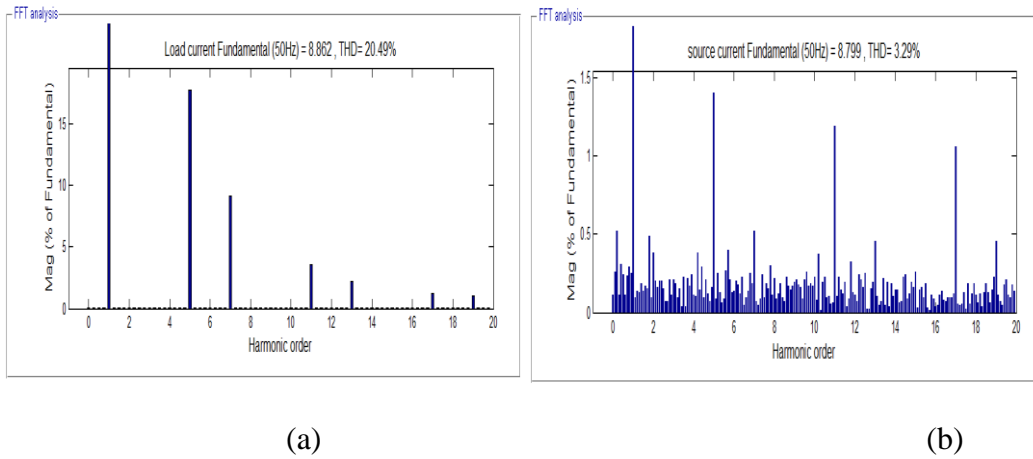 FFT analysis
Load current Fundamental (50Hz) = 8.862 , THD= 20.49%
Mag (% of Fundamental)
15
10
5
0
0 2 4 6 8 10 12 14 16 18 20
Harmonic order
(a)
FFT analysis
source current Fundamental (50Hz) = 8.799 , THD= 3.29%
Mag (% of Fundamental)
1.5
1
0.5
0
0 2 4 6 8 10 12 14 16 18 20
Harmonic order
(b)